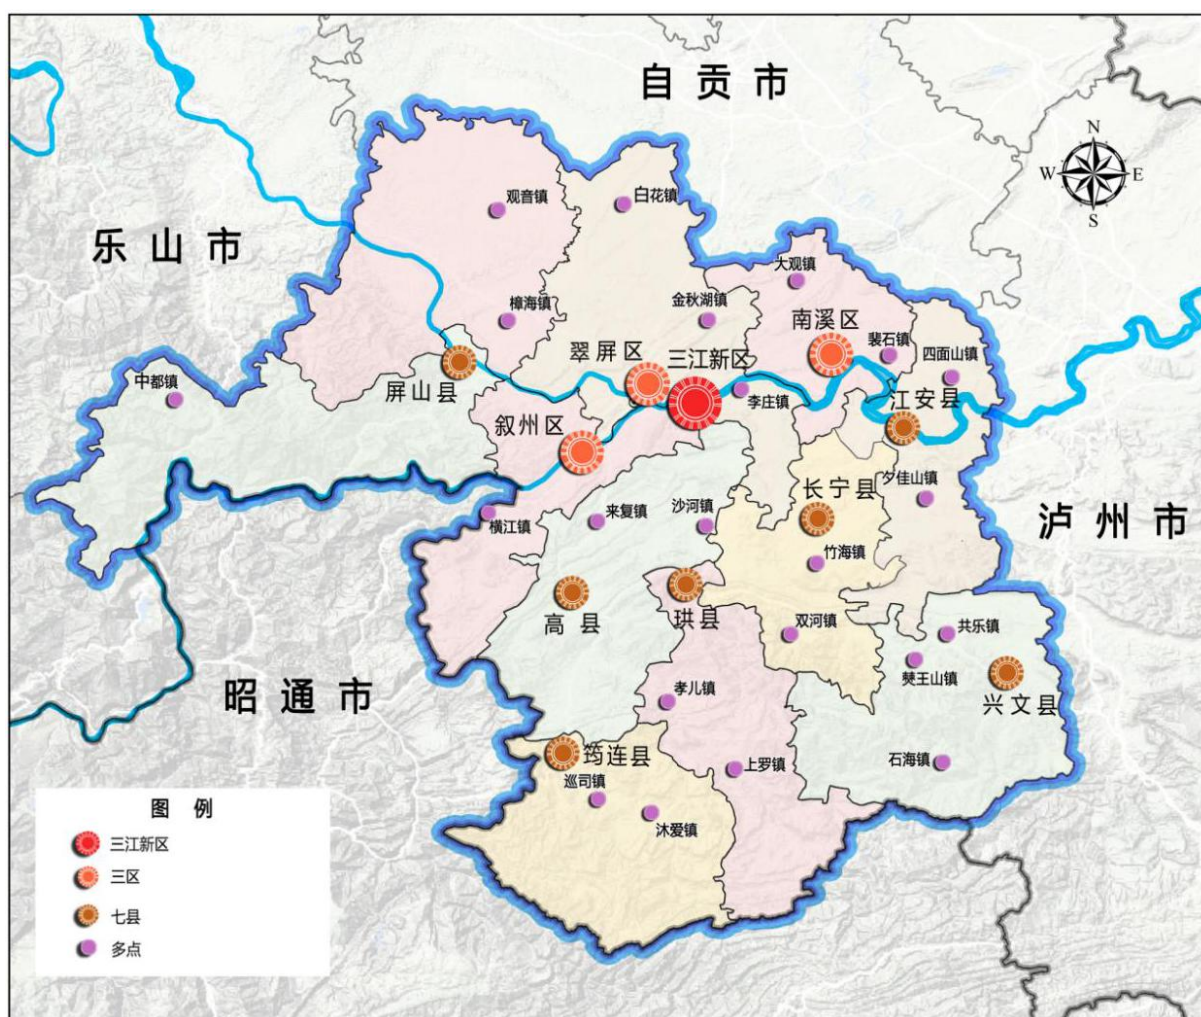 自贡市
N
W
E
S
观音镇
白花镇
乐山市
大观镇
樟海镇
金秋湖镇
南溪区
裴石镇
翠屏区
三江新区
四面山镇
中都镇
屏山县
李庄镇
江安县
叙州区
夕佳山镇
长宁县
横江镇
来复镇
沙河镇
泸州市
竹海镇
高县
珙县
双河镇
共乐镇
僰王山镇
昭通市
孝儿镇
兴文县
筠连县
上罗镇
石海镇
巡司镇
沐爱镇
图例
三江新区
三区
七县
多点